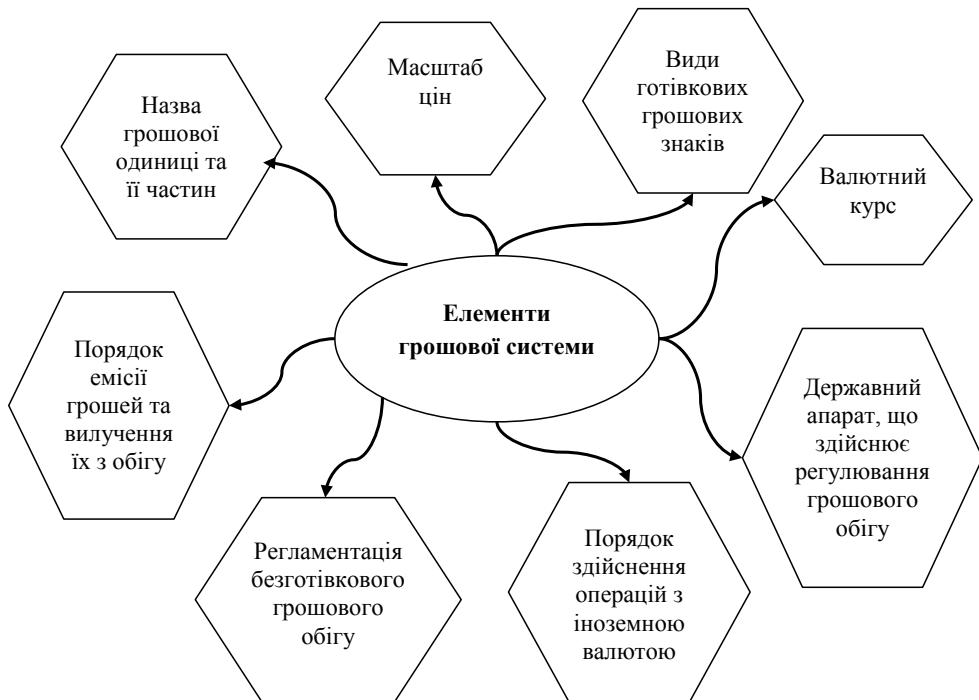 Назва
грошової
одиниці та
її частин
Масштаб
цін
Види
готівкових
грошових
знаків
Валютний
курс
Елементи
грошової системи
Порядок
емісії
грошей та
вилучення
їх з обігу
Державний
апарат, що
здійснює
регулювання
грошового
обігу
Регламентація
безготівкового
грошового
обігу
Порядок
здійснення
операцій з
іноземною
валютою